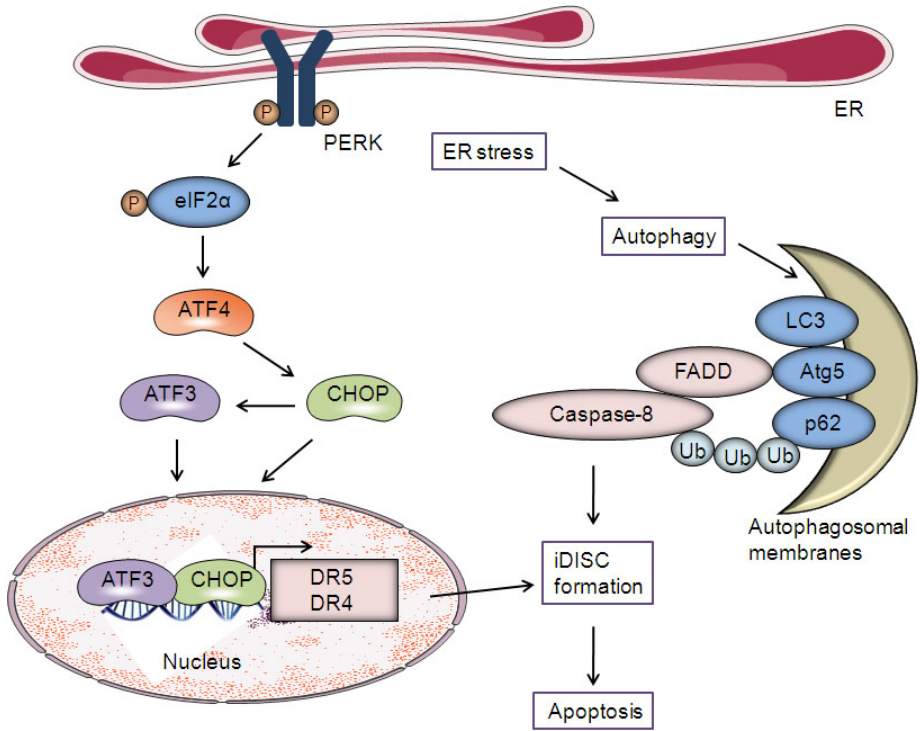 ER
P
P
PERK
ER stress
P
eIF2α
Autophagy
ATF4
LC3
FADD
Atg5
ATF3
CHOP
Caspase-8
p62
Ub
Ub
Ub
Autophagosomal
membranes
iDISC
formation
ATF3
CHOP
DR5
DR4
Nucleus
Apoptosis